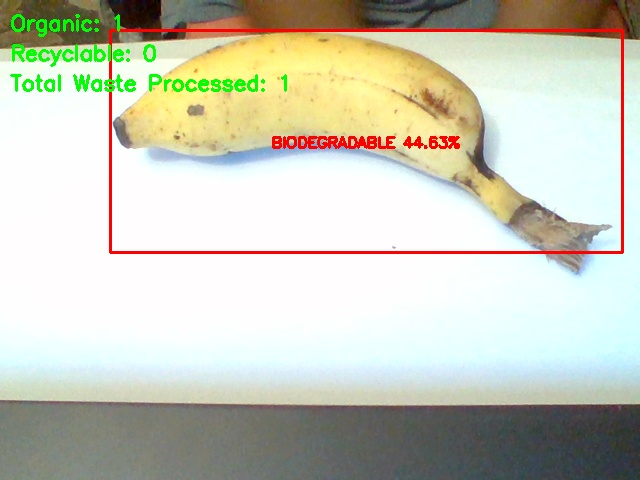 Organic: 1
Recyclable: 0
Total Waste Processed: 1
BIODEGRADABLE 44.63%